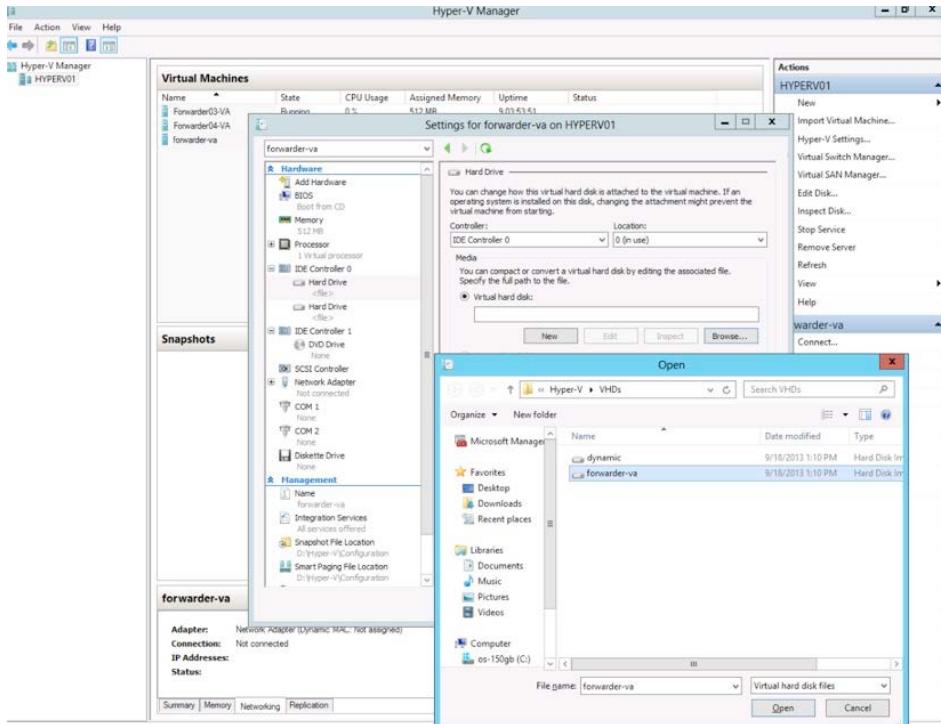 Hyper-V Manager
File Action View Help
Hyper-V Manager
HYPERV01
Virtual Machines
Name State CPU Usage Assigned Memory Uptime Status
Forwarder03-VA Running 0 % 512 MB 9.03:53:51
Forwarder04-VA
forwarder-va
Snapshots
forwarder-va
Adapter: Network Adapter (Dynamic MAC: Not assigned)
Connection: Not connected
IP Addresses:
Status:
Summary Memory Networking Replication
Settings for forwarder-va on HYPERV01
forwarder-va
Hardware
Add Hardware
BIOS
Boot from CD
Memory
512 MB
Processor
1 Virtual processor
IDE Controller 0
Hard Drive
<file>
Hard Drive
<file>
IDE Controller 1
DVD Drive
None
SCSI Controller
Network Adapter
Not connected
COM 1
None
COM 2
None
Diskette Drive
None
Management
Name
forwarder-va
Integration Services
All services offered
Snapshot File Location
D:\Hyper-V\Configuration
Smart Paging File Location
D:\Hyper-V\Configuration
Hard Drive
You can change how this virtual hard disk is attached to the virtual machine. If an
operating system is installed on this disk, changing the attachment might prevent the
virtual machine from starting.
Controller: Location:
IDE Controller 0 0 (in use)
Media
You can compact or convert a virtual hard disk by editing the associated file.
Specify the full path to the file.
Virtual hard disk:
New Edit Inspect Browse...
Open
« Hyper-V VHDs Search VHDs
Organize New folder
Microsoft Manage
Favorites
Desktop
Downloads
Recent places
Libraries
Documents
Music
Pictures
Videos
Computer
os-150gb (C:)
Name Date modified Type
dynamic 9/18/2013 1:10 PM Hard Disk Im
forwarder-va 9/18/2013 1:10 PM Hard Disk Im
File name: forwarder-va Virtual hard disk files
Open Cancel
Actions
HYPERV01
New
Import Virtual Machine...
Hyper-V Settings...
Virtual Switch Manager...
Virtual SAN Manager...
Edit Disk...
Inspect Disk...
Stop Service
Remove Server
Refresh
View
Help
warder-va
Connect...